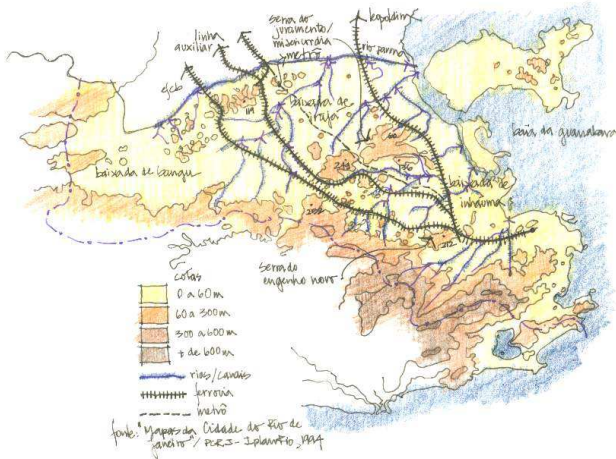 linha
auxiliar
serra do
juramento/
misericórdia
metrô
leopoldina
efcb
baixada de
irajá
baía da guanabara
baixada de bangu
baixada de
inhaúma
212
serra do
engenho novo
cotas
0 a 60m
60 a 300m
300 a 600m
+ de 600m
rios/canais
ferrovia
metrô
fonte: "Mapas da Cidade do Rio de
Janeiro"/ PCRJ - IplanRio, 1994